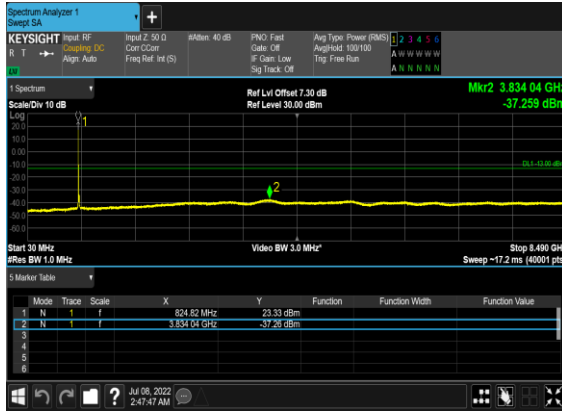 Spectrum Analyzer 1
Swept SA
+
KEYSIGHT Input: RF Input Z: 50 Ω #Atten: 40 dB PNO: Fast Avg Type: Power (RMS) 1 2 3 4 5 6
R T Coupling: DC Corr CCorr Gate: Off Avg|Hold: 100/100 A W W W W W
Align: Auto Freq Ref: Int (S) IF Gain: Low Trig: Free Run
LU Sig Track: Off A N N N N N
1 Spectrum Ref Lvl Offset 7.30 dB Mkr2 3.834 04 GHz
Scale/Div 10 dB Ref Level 30.00 dBm -37.259 dBm
Log
20.0
10.0
0.00
-10.0
-20.0
-30.0
-40.0
-50.0
-60.0
1
DL1 -13.00 dBm
2
Start 30 MHz Video BW 3.0 MHz* Stop 8.490 GHz
#Res BW 1.0 MHz Sweep ~17.2 ms (40001 pts)
5 Marker Table
Mode Trace Scale X Y Function Function Width Function Value
1 N 1 f 824.82 MHz 23.33 dBm
2 N 1 f 3.834 04 GHz -37.26 dBm
3
4
5
6
? Jul 08, 2022
2:47:47 AM